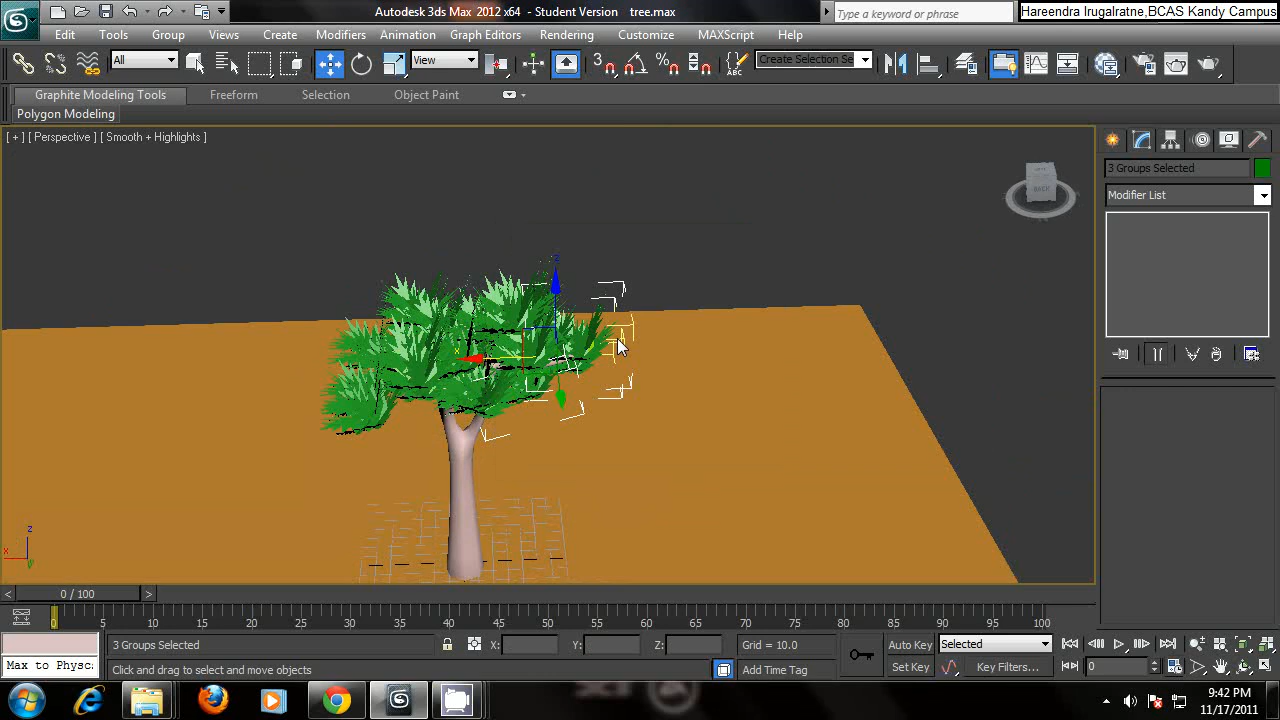 Autodesk 3ds Max 2012 x64 - Student Version tree.max
Type a keyword or phrase
Hareendra Irugalratne,BCAS Kandy Campus
Edit Tools Group Views Create Modifiers Animation Graph Editors Rendering Customize MAXScript Help
All View 3 Create Selection Se
Graphite Modeling Tools Freeform Selection Object Paint
Polygon Modeling
[ + ] [ Perspective ] [ Smooth + Highlights ]
BACK
3 Groups Selected
Modifier List
z
x
z
x
y
< 0 / 100 >
0 5 10 15 20 25 30 35 40 45 50 55 60 65 70 75 80 85 90 95 100
3 Groups Selected X: Y: Z: Grid = 10.0 Auto Key Selected
Max to Physc: Click and drag to select and move objects Add Time Tag Set Key Key Filters... 0
9:42 PM
11/17/2011